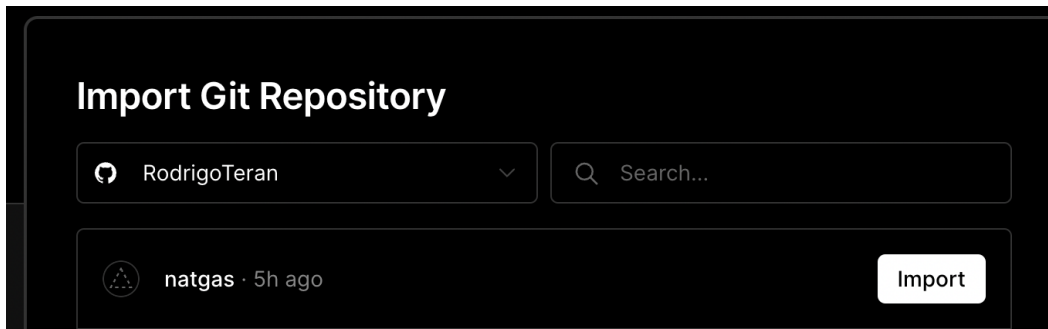 Import Git Repository
RodrigoTeran
Search...
natgas · 5h ago
Import